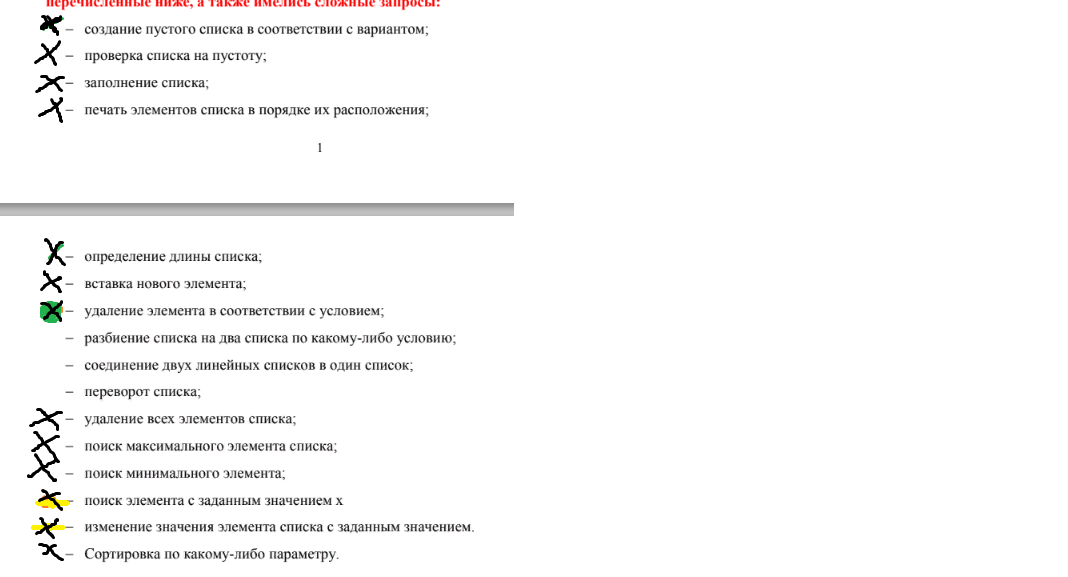 перечисленные ниже, а также имелись сложные запросы:
– создание пустого списка в соответствии с вариантом;
– проверка списка на пустоту;
– заполнение списка;
– печать элементов списка в порядке их расположения;
1
– определение длины списка;
– вставка нового элемента;
– удаление элемента в соответствии с условием;
– разбиение списка на два списка по какому-либо условию;
– соединение двух линейных списков в один список;
– переворот списка;
– удаление всех элементов списка;
– поиск максимального элемента списка;
– поиск минимального элемента;
– поиск элемента с заданным значением х
– изменение значения элемента списка с заданным значением.
– Сортировка по какому-либо параметру.